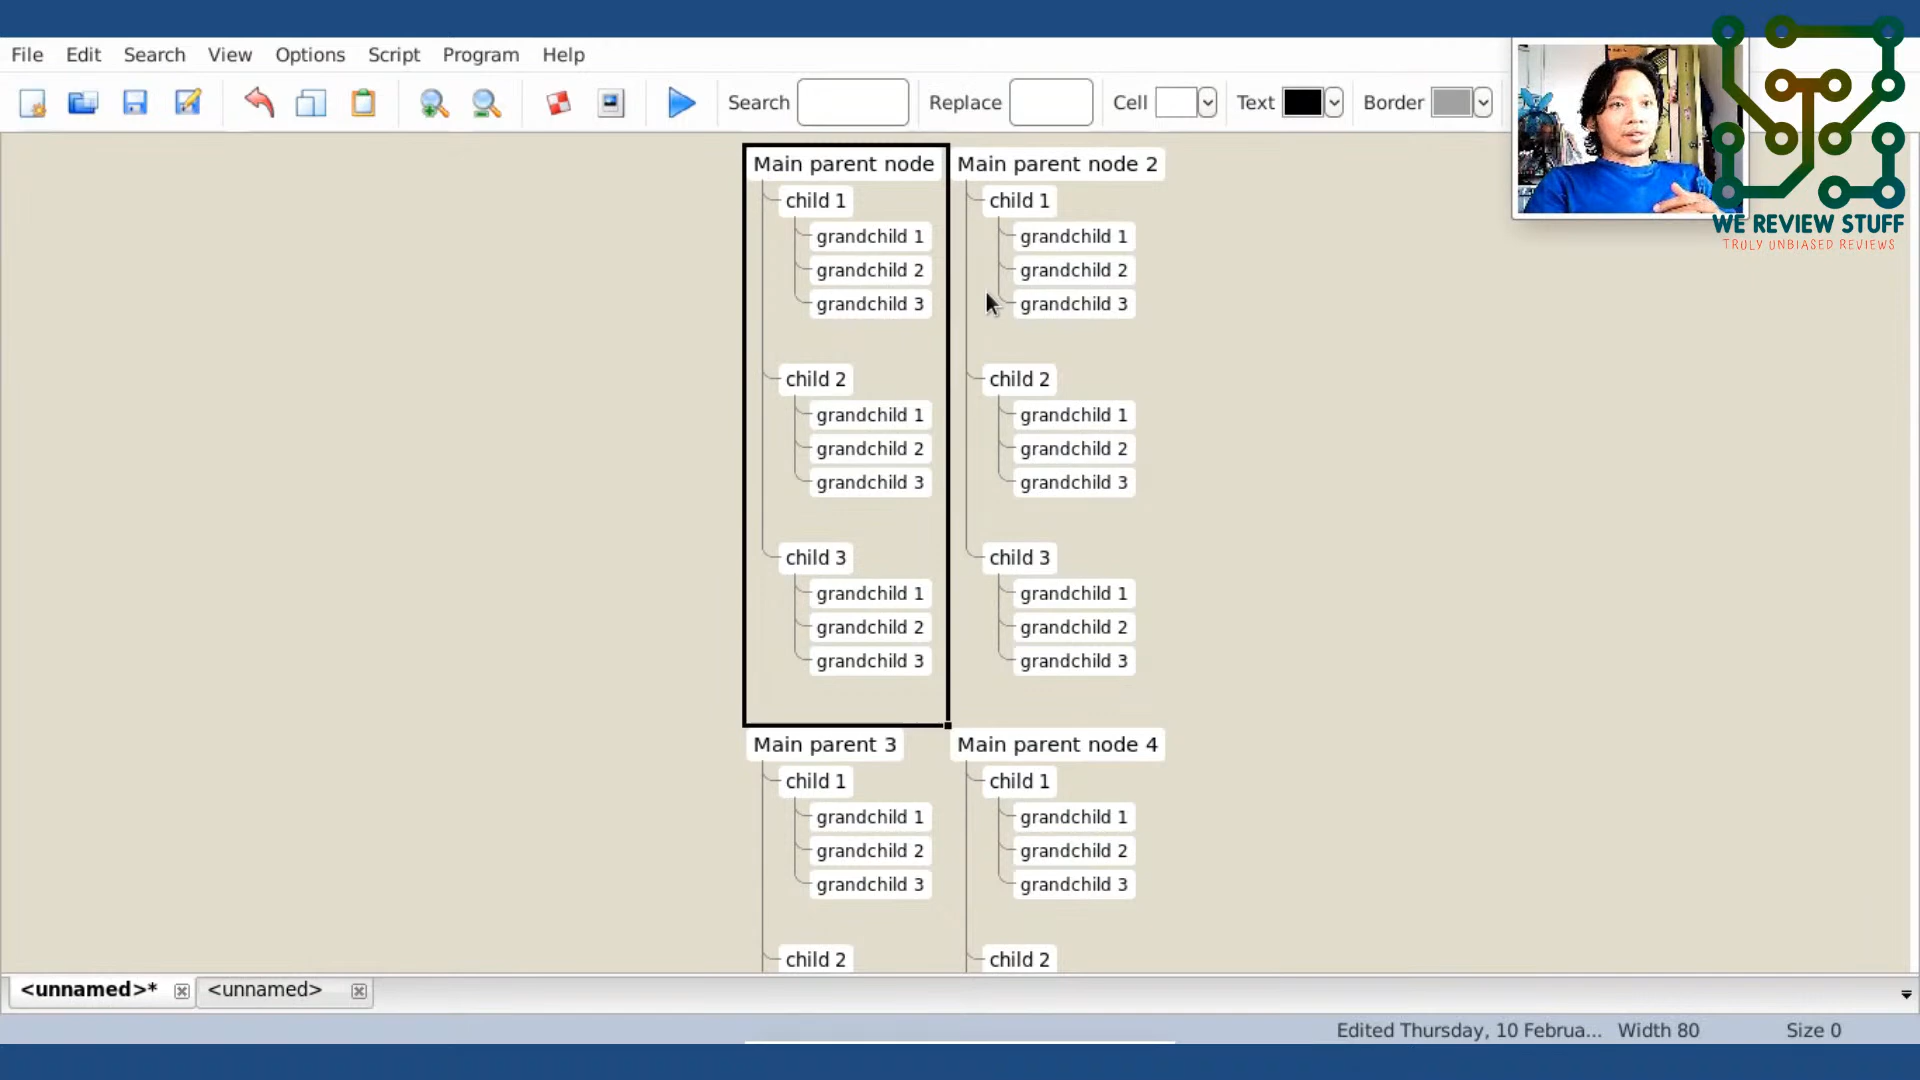 File Edit Search View Options Script Program Help
Search Replace Cell Text Border
WE REVIEW STUFF
TRULY UNBIASED REVIEWS
Main parent node Main parent node 2
child 1 child 1
grandchild 1 grandchild 1
grandchild 2 grandchild 2
grandchild 3 grandchild 3
child 2 child 2
grandchild 1 grandchild 1
grandchild 2 grandchild 2
grandchild 3 grandchild 3
child 3 child 3
grandchild 1 grandchild 1
grandchild 2 grandchild 2
grandchild 3 grandchild 3
Main parent 3 Main parent node 4
child 1 child 1
grandchild 1 grandchild 1
grandchild 2 grandchild 2
grandchild 3 grandchild 3
child 2 child 2
<unnamed>* <unnamed>
Edited Thursday, 10 Februa... Width 80 Size 0